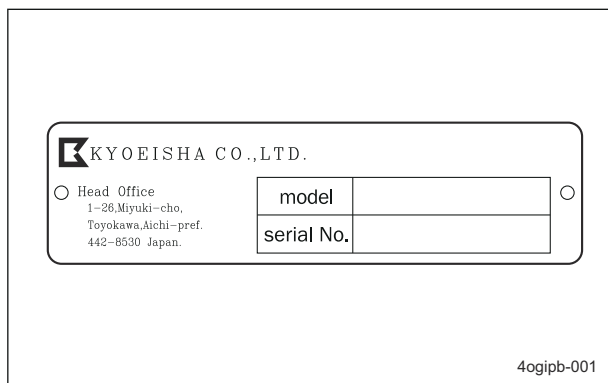 KYOEISHA CO.,LTD.
Head Office
1-26,Miyuki-cho,
Toyokawa,Aichi-pref.
442-8530 Japan.
model
serial No.
4ogipb-001